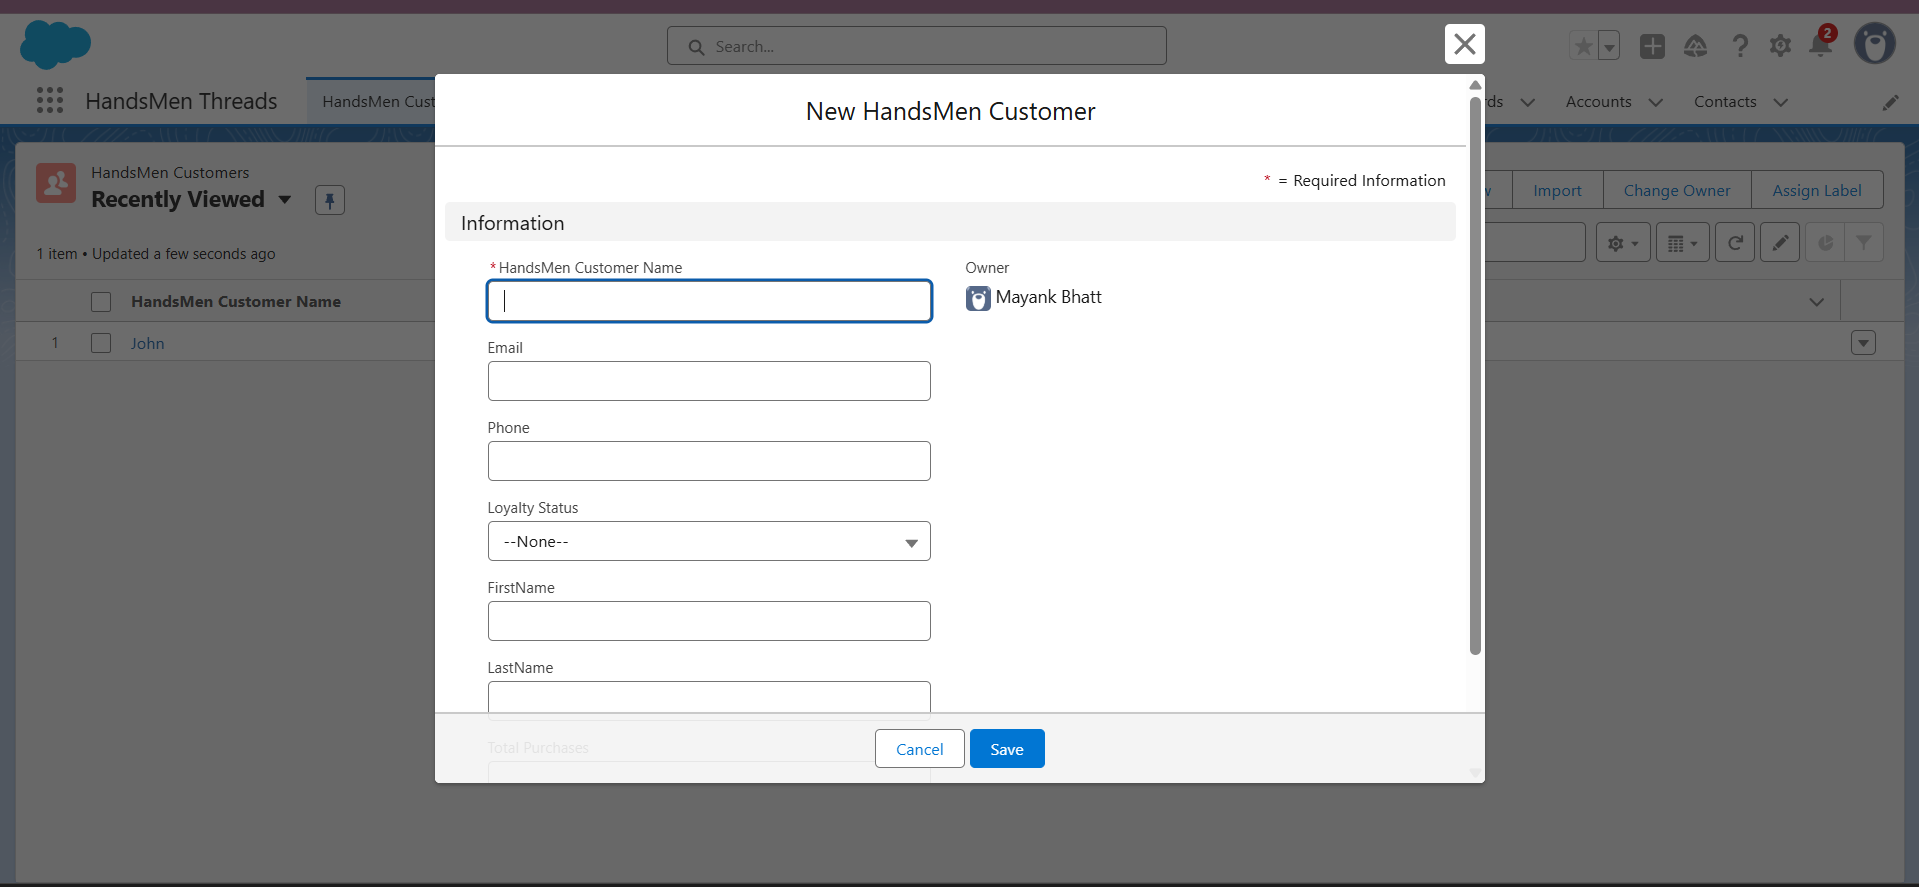 Search...
2
HandsMen Threads
HandsMen Cust
rds
Accounts
Contacts
New HandsMen Customer
HandsMen Customers
Recently Viewed
Import
Change Owner
Assign Label
* = Required Information
Information
1 item • Updated a few seconds ago
*HandsMen Customer Name
Owner
Mayank Bhatt
HandsMen Customer Name
1
John
Email
Phone
Loyalty Status
--None--
FirstName
LastName
Total Purchases
Cancel
Save